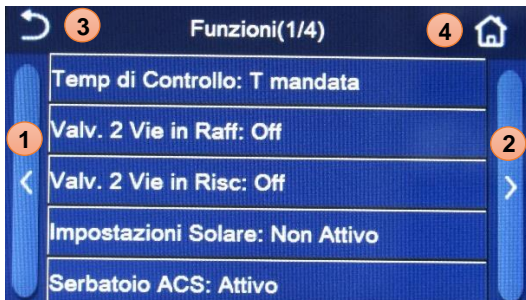 3 Funzioni(1/4) 4
Temp di Controllo: T mandata
1 Valv. 2 Vie in Raff: Off 2
Valv. 2 Vie in Risc: Off
Impostazioni Solare: Non Attivo
Serbatoio ACS: Attivo